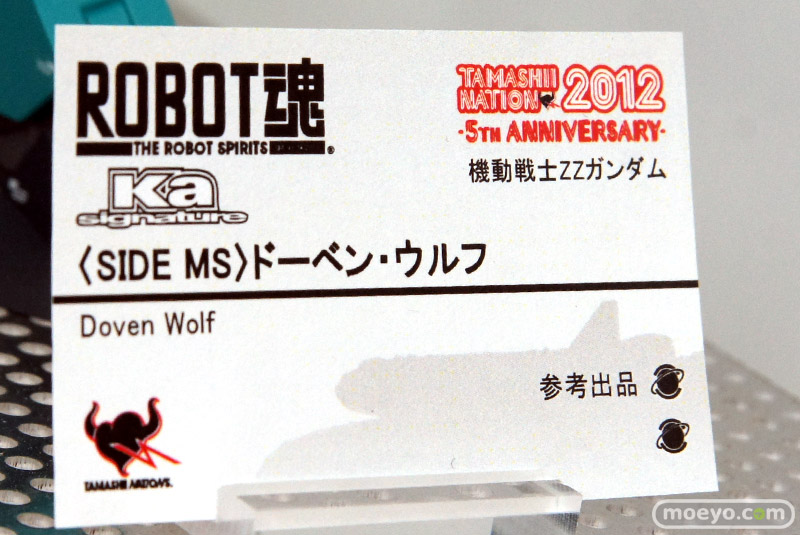 ROBOT魂
THE ROBOT SPIRITS
®
Ka
signature
TAMASHII
NATION 2012
-5TH ANNIVERSARY-
機動戦士ZZガンダム
〈SIDE MS〉ドーベン・ウルフ
Doven Wolf
参考出品
TAMASHII NATIONS
moeyo.com